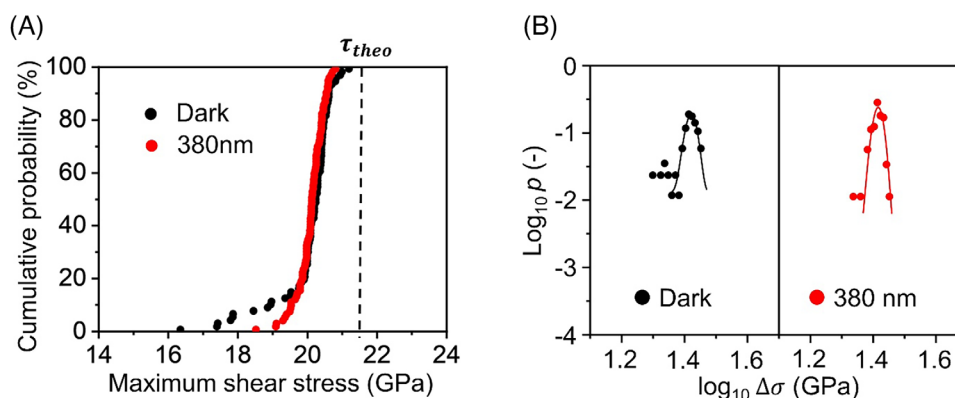 (A)
τtheo
Cumulative probability (%)
100
80
60
40
20
0
Dark
380nm
14 16 18 20 22 24
Maximum shear stress (GPa)
(B)
Log10 p (-)
0
-1
-2
-3
-4
Dark
380 nm
1.2 1.4 1.6 1.2 1.4 1.6
log10 Δσ (GPa)